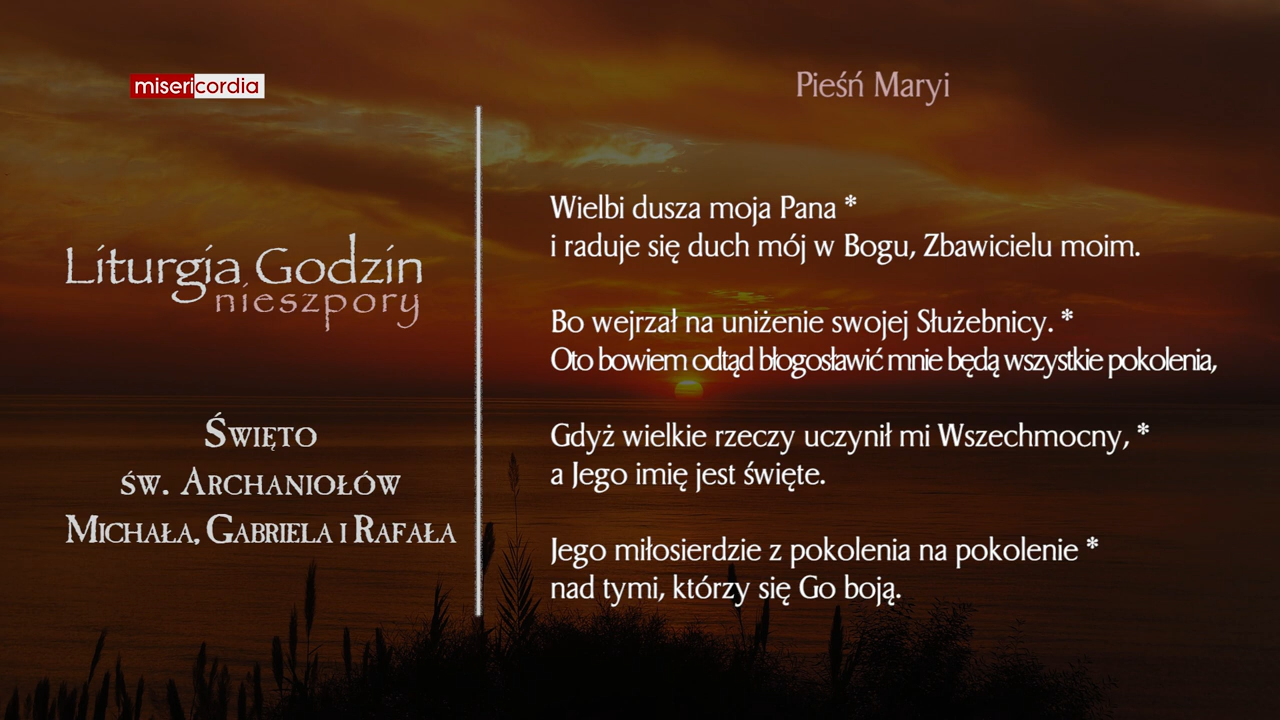 misericordia
Liturgia Godzin
nieszpory
Święto
św. Archaniołów
Michała, Gabriela i Rafała
Pieśń Maryi
Wielbi dusza moja Pana *
i raduje się duch mój w Bogu, Zbawicielu moim.
Bo wejrzał na uniżenie swojej Służebnicy. *
Oto bowiem odtąd błogosławić mnie będą wszystkie pokolenia,
Gdyż wielkie rzeczy uczynił mi Wszechmocny, *
a Jego imię jest święte.
Jego miłosierdzie z pokolenia na pokolenie *
nad tymi, którzy się Go boją.